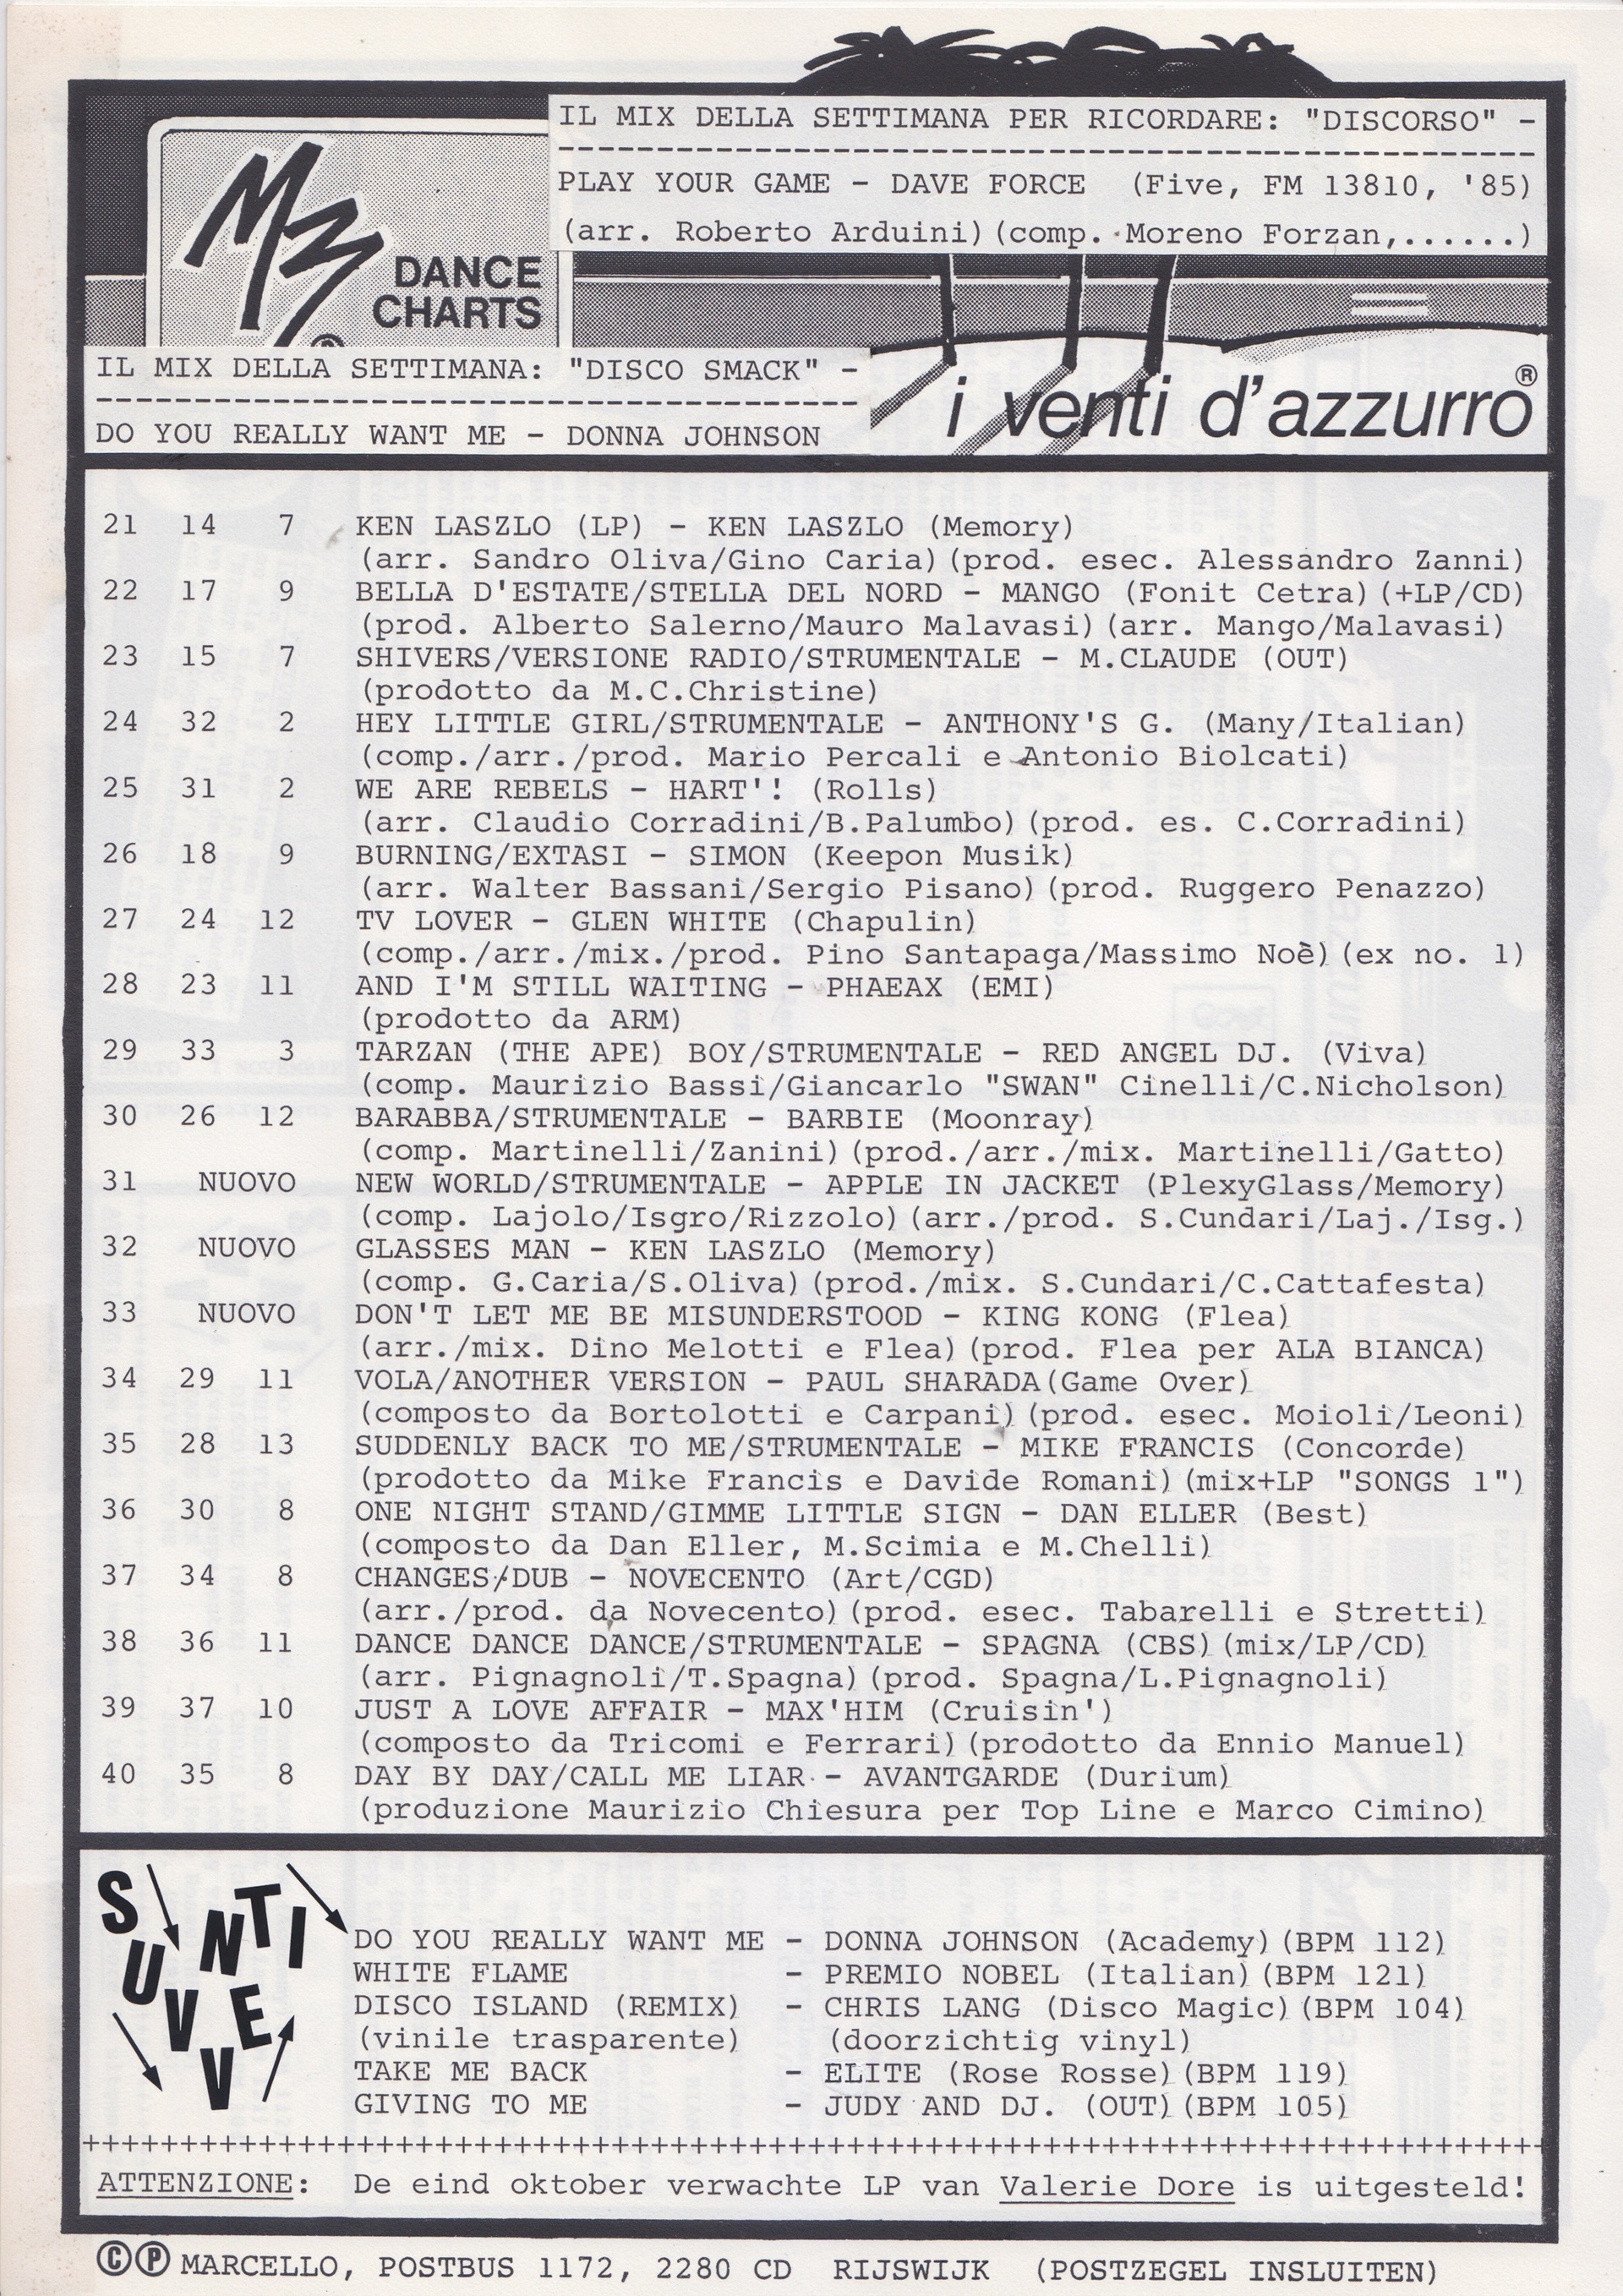 IL MIX DELLA SETTIMANA PER RICORDARE: "DISCORSO" -
--------------------------------------------------
PLAY YOUR GAME - DAVE FORCE (Five, FM 13810, '85)
(arr. Roberto Arduini)(comp. Moreno Forzan,......)
M3
DANCE
CHARTS
®
IL MIX DELLA SETTIMANA: "DISCO SMACK" -
---------------------------------------
DO YOU REALLY WANT ME - DONNA JOHNSON
i venti d'azzurro ®
21 14 7 KEN LASZLO (LP) - KEN LASZLO (Memory)
(arr. Sandro Oliva/Gino Caria)(prod. esec. Alessandro Zanni)
22 17 9 BELLA D'ESTATE/STELLA DEL NORD - MANGO (Fonit Cetra)(+LP/CD)
(prod. Alberto Salerno/Mauro Malavasi)(arr. Mango/Malavasi)
23 15 7 SHIVERS/VERSIONE RADIO/STRUMENTALE - M.CLAUDE (OUT)
(prodotto da M.C.Christine)
24 32 2 HEY LITTLE GIRL/STRUMENTALE - ANTHONY'S G. (Many/Italian)
(comp./arr./prod. Mario Percali e Antonio Biolcati)
25 31 2 WE ARE REBELS - HART'! (Rolls)
(arr. Claudio Corradini/B.Palumbo)(prod. es. C.Corradini)
26 18 9 BURNING/EXTASI - SIMON (Keepon Musik)
(arr. Walter Bassani/Sergio Pisano)(prod. Ruggero Penazzo)
27 24 12 TV LOVER - GLEN WHITE (Chapulin)
(comp./arr./mix./prod. Pino Santapaga/Massimo Noè)(ex no. 1)
28 23 11 AND I'M STILL WAITING - PHAEAX (EMI)
(prodotto da ARM)
29 33 3 TARZAN (THE APE) BOY/STRUMENTALE - RED ANGEL DJ. (Viva)
(comp. Maurizio Bassi/Giancarlo "SWAN" Cinelli/C.Nicholson)
30 26 12 BARABBA/STRUMENTALE - BARBIE (Moonray)
(comp. Martinelli/Zanini)(prod./arr./mix. Martinelli/Gatto)
31 NUOVO NEW WORLD/STRUMENTALE - APPLE IN JACKET (PlexyGlass/Memory)
(comp. Lajolo/Isgro/Rizzolo)(arr./prod. S.Cundari/Laj./Isg.)
32 NUOVO GLASSES MAN - KEN LASZLO (Memory)
(comp. G.Caria/S.Oliva)(prod./mix. S.Cundari/C.Cattafesta)
33 NUOVO DON'T LET ME BE MISUNDERSTOOD - KING KONG (Flea)
(arr./mix. Dino Melotti e Flea)(prod. Flea per ALA BIANCA)
34 29 11 VOLA/ANOTHER VERSION - PAUL SHARADA(Game Over)
(composto da Bortolotti e Carpani)(prod. esec. Moioli/Leoni)
35 28 13 SUDDENLY BACK TO ME/STRUMENTALE - MIKE FRANCIS (Concorde)
(prodotto da Mike Francis e Davide Romani)(mix+LP "SONGS 1")
36 30 8 ONE NIGHT STAND/GIMME LITTLE SIGN - DAN ELLER (Best)
(composto da Dan Eller, M.Scimia e M.Chelli)
37 34 8 CHANGES/DUB - NOVECENTO (Art/CGD)
(arr./prod. da Novecento)(prod. esec. Tabarelli e Stretti)
38 36 11 DANCE DANCE DANCE/STRUMENTALE - SPAGNA (CBS)(mix/LP/CD)
(arr. Pignagnoli/T.Spagna)(prod. Spagna/L.Pignagnoli)
39 37 10 JUST A LOVE AFFAIR - MAX'HIM (Cruisin')
(composto da Tricomi e Ferrari)(prodotto da Ennio Manuel)
40 35 8 DAY BY DAY/CALL ME LIAR - AVANTGARDE (Durium)
(produzione Maurizio Chiesura per Top Line e Marco Cimino)
SUVVENTI
DO YOU REALLY WANT ME - DONNA JOHNSON (Academy)(BPM 112)
WHITE FLAME - PREMIO NOBEL (Italian)(BPM 121)
DISCO ISLAND (REMIX) - CHRIS LANG (Disco Magic)(BPM 104)
(vinile trasparente) (doorzichtig vinyl)
TAKE ME BACK - ELITE (Rose Rosse)(BPM 119)
GIVING TO ME - JUDY AND DJ. (OUT)(BPM 105)
+++++++++++++++++++++++++++++++++++++++++++++++++++++++++++++++++++++++++++
ATTENZIONE: De eind oktober verwachte LP van Valerie Dore is uitgesteld!
©Ⓟ MARCELLO, POSTBUS 1172, 2280 CD RIJSWIJK (POSTZEGEL INSLUITEN)